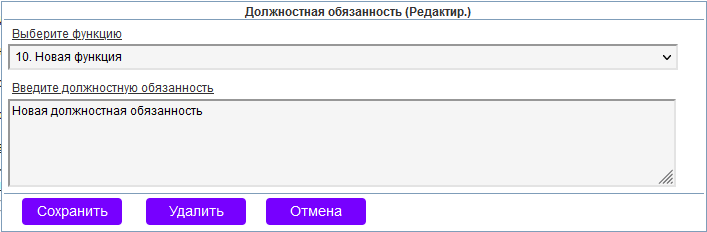 Должностная обязанность (Редактир.)
Выберите функцию
10. Новая функция
Введите должностную обязанность
Новая должностная обязанность
Сохранить Удалить Отмена